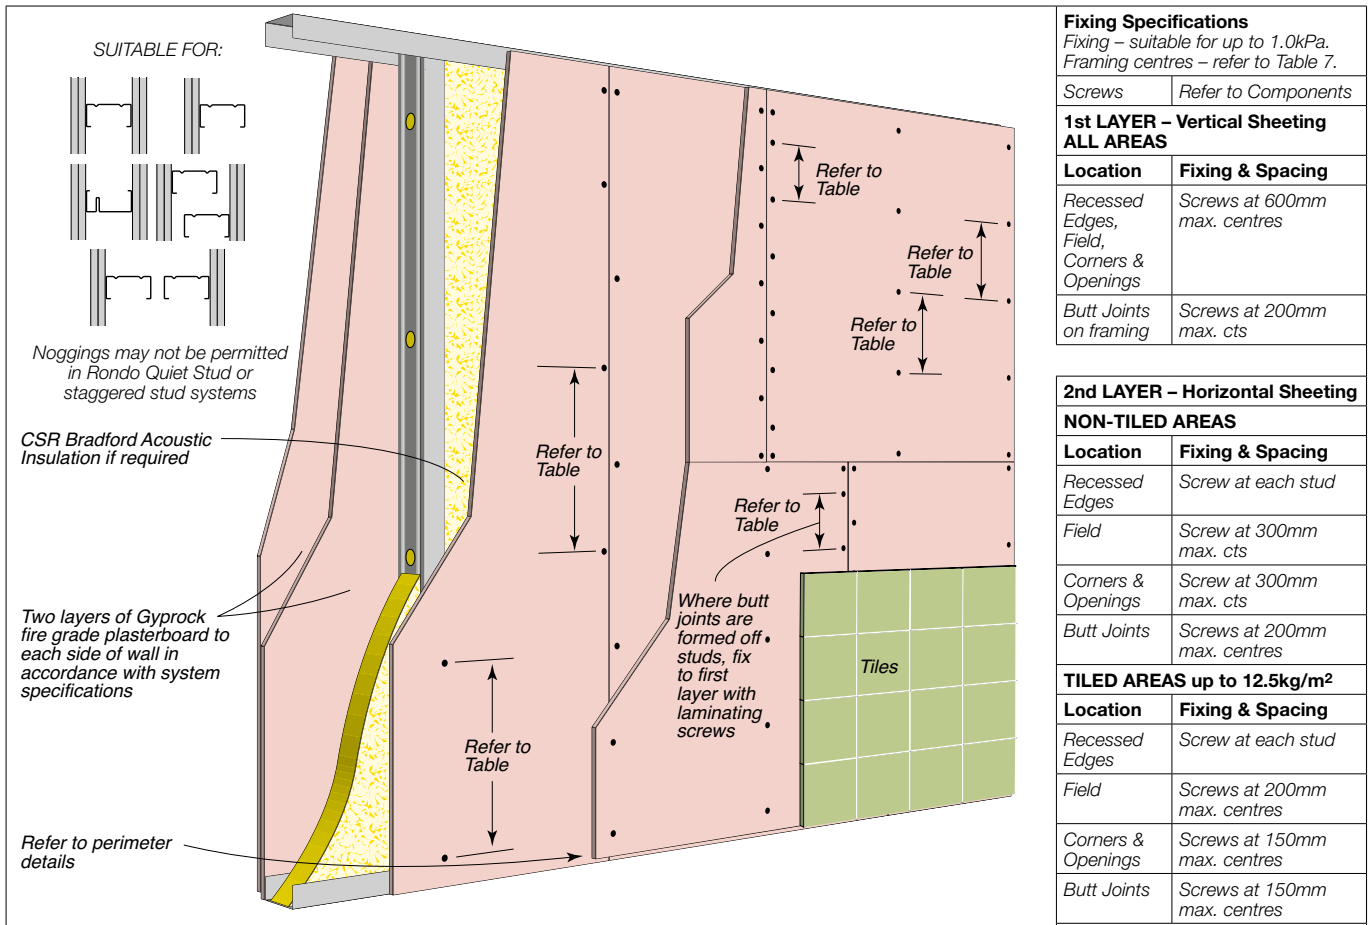 SUITABLE FOR:
Noggings may not be permitted
in Rondo Quiet Stud or
staggered stud systems
CSR Bradford Acoustic
Insulation if required
Two layers of Gyprock
fire grade plasterboard to
each side of wall in
accordance with system
specifications
Refer to perimeter
details
Refer to
Table
Refer to
Table
Refer to
Table
Refer to
Table
Refer to
Table
Refer to
Table
Where butt
joints are
formed off
studs, fix
to first
layer with
laminating
screws
Tiles
Fixing Specifications
Fixing – suitable for up to 1.0kPa.
Framing centres – refer to Table 7.
Screws Refer to Components
1st LAYER – Vertical Sheeting
ALL AREAS
Location Fixing & Spacing
Recessed Screws at 600mm
Edges, max. centres
Field,
Corners &
Openings
Butt Joints Screws at 200mm
on framing max. cts
2nd LAYER – Horizontal Sheeting
NON-TILED AREAS
Location Fixing & Spacing
Recessed Screw at each stud
Edges
Field Screw at 300mm
max. cts
Corners & Screw at 300mm
Openings max. cts
Butt Joints Screws at 200mm
max. centres
TILED AREAS up to 12.5kg/m²
Location Fixing & Spacing
Recessed Screw at each stud
Edges
Field Screws at 200mm
max. centres
Corners & Screws at 150mm
Openings max. centres
Butt Joints Screws at 150mm
max. centres